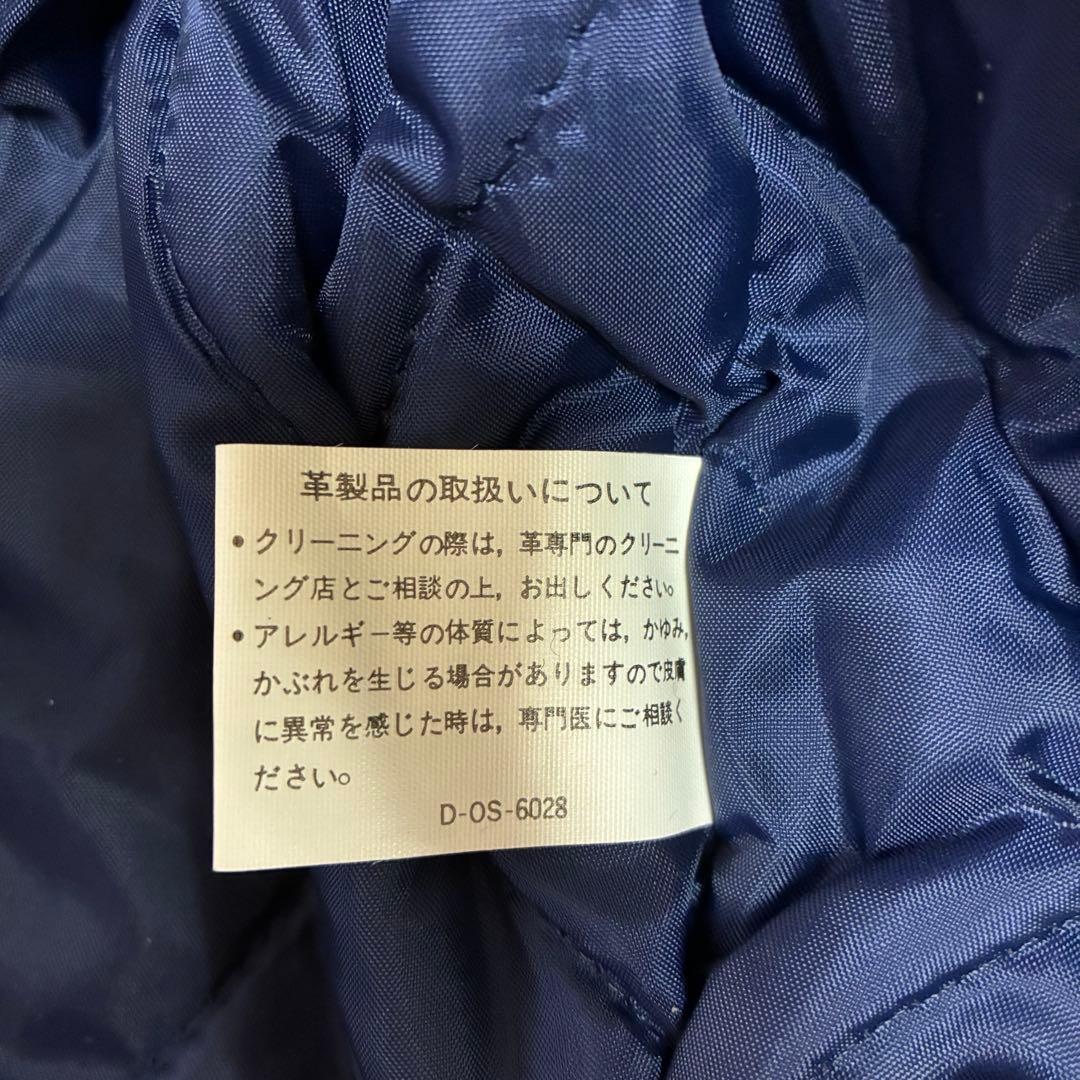 革製品の取扱いについて
• クリーニングの際は, 革専門のクリーニ
ング店とご相談の上, お出しください。
• アレルギー等の体質によっては, かゆみ,
かぶれを生じる場合がありますので皮膚
に異常を感じた時は, 専門医にご相談く
ださい。
D-OS-6028